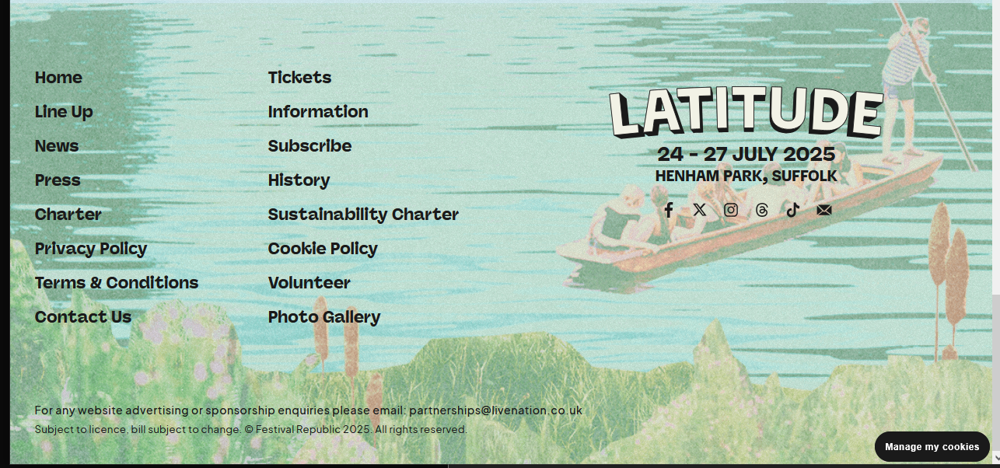 Home
Line Up
News
Press
Charter
Privacy Policy
Terms & Conditions
Contact Us
Tickets
Information
Subscribe
History
Sustainability Charter
Cookie Policy
Volunteer
Photo Gallery
LATITUDE
24 - 27 JULY 2025
HENHAM PARK, SUFFOLK
For any website advertising or sponsorship enquiries please email: partnerships@livenation.co.uk
Subject to licence, bill subject to change. © Festival Republic 2025. All rights reserved.
Manage my cookies